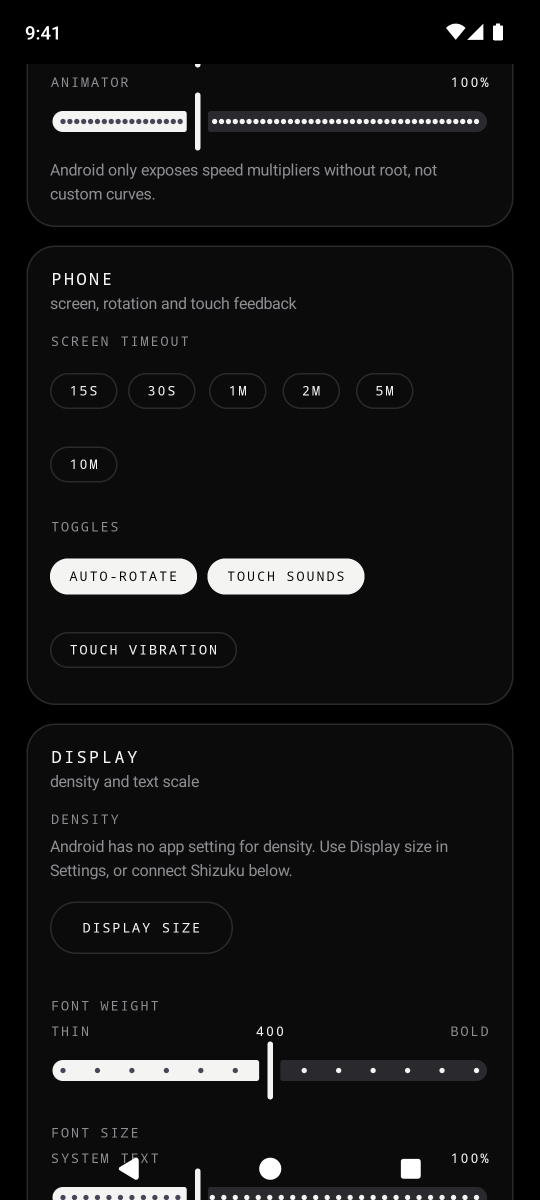 9:41
ANIMATOR 100%
Android only exposes speed multipliers without root, not
custom curves.
PHONE
screen, rotation and touch feedback
SCREEN TIMEOUT
15S 30S 1M 2M 5M
10M
TOGGLES
AUTO-ROTATE TOUCH SOUNDS
TOUCH VIBRATION
DISPLAY
density and text scale
DENSITY
Android has no app setting for density. Use Display size in
Settings, or connect Shizuku below.
DISPLAY SIZE
FONT WEIGHT
THIN 400 BOLD
FONT SIZE
SYSTEM TEXT 100%